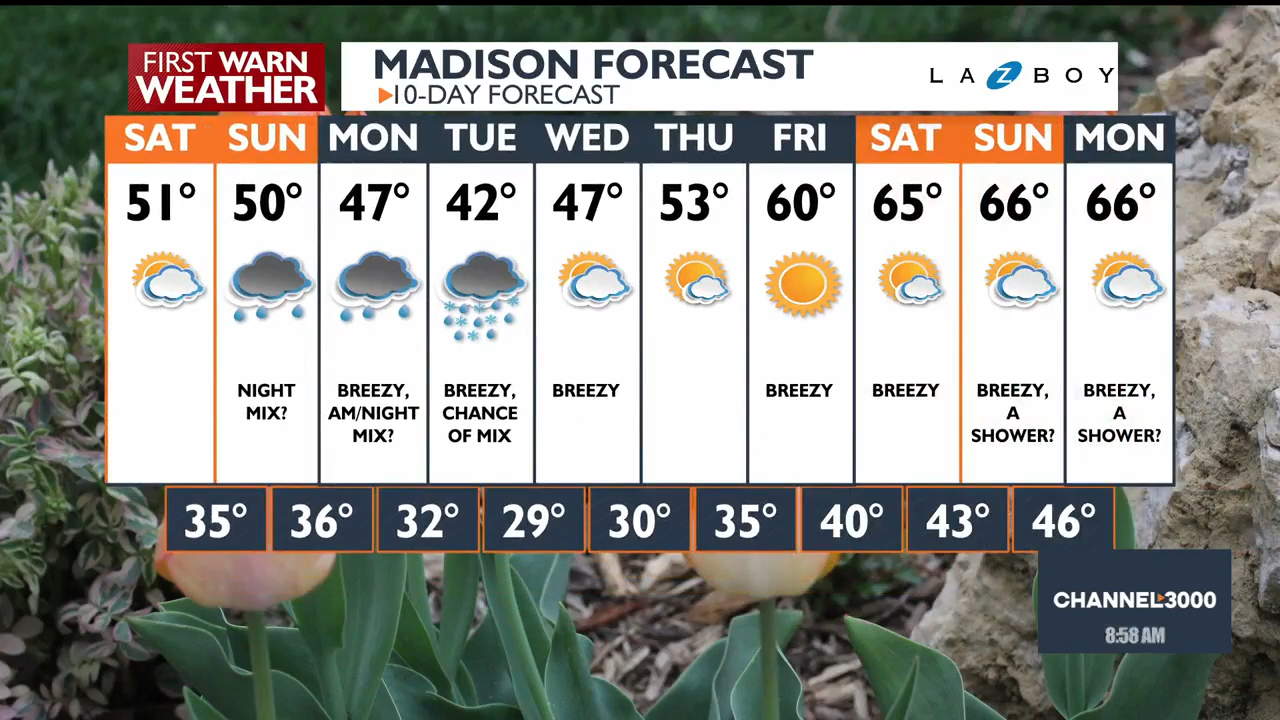 FIRST WARN
WEATHER
MADISON FORECAST
10-DAY FORECAST
LA Z BOY
SAT SUN MON TUE WED THU FRI SAT SUN MON
51° 50° 47° 42° 47° 53° 60° 65° 66° 66°
NIGHT
MIX?
BREEZY,
AM/NIGHT
MIX?
BREEZY,
CHANCE
OF MIX
BREEZY
BREEZY
BREEZY
BREEZY,
A
SHOWER?
BREEZY,
A
SHOWER?
35° 36° 32° 29° 30° 35° 40° 43° 46°
CHANNEL3000
8:58 AM